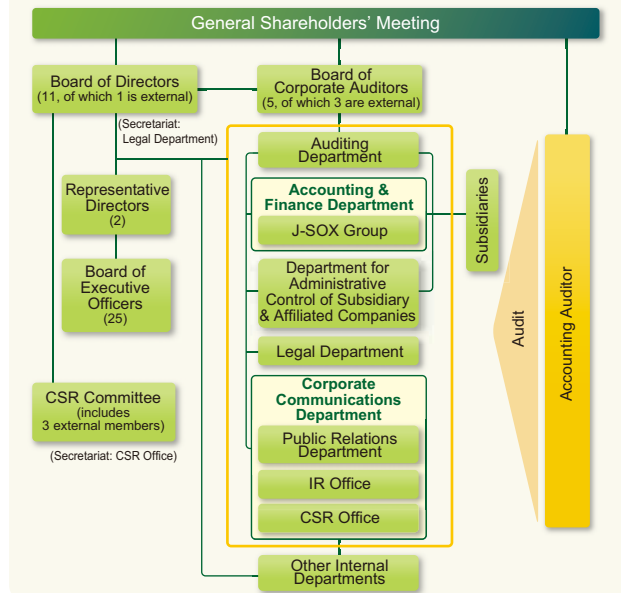 General Shareholders' Meeting
Board of Directors
(11, of which 1 is external)
Board of
Corporate Auditors
(5, of which 3 are external)
(Secretariat:
Legal Department)
Auditing
Department
Representative
Directors
(2)
Accounting &
Finance Department
J-SOX Group
Subsidiaries
Board of
Executive
Officers
(25)
Department for
Administrative
Control of Subsidiary
& Affiliated Companies
Audit
Accounting Auditor
Legal Department
CSR Committee
(includes
3 external members)
(Secretariat: CSR Office)
Corporate
Communications
Department
Public Relations
Department
IR Office
CSR Office
Other Internal
Departments